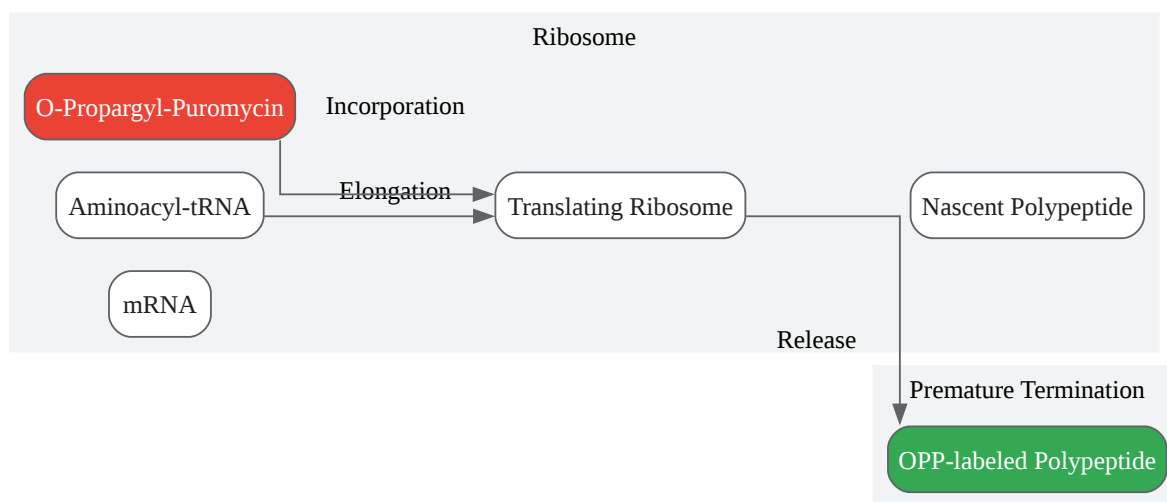 Ribosome
O-Propargyl-Puromycin
Incorporation
Elongation
Aminoacyl-tRNA
Translating Ribosome
Nascent Polypeptide
mRNA
Release
Premature Termination
OPP-labeled Polypeptide